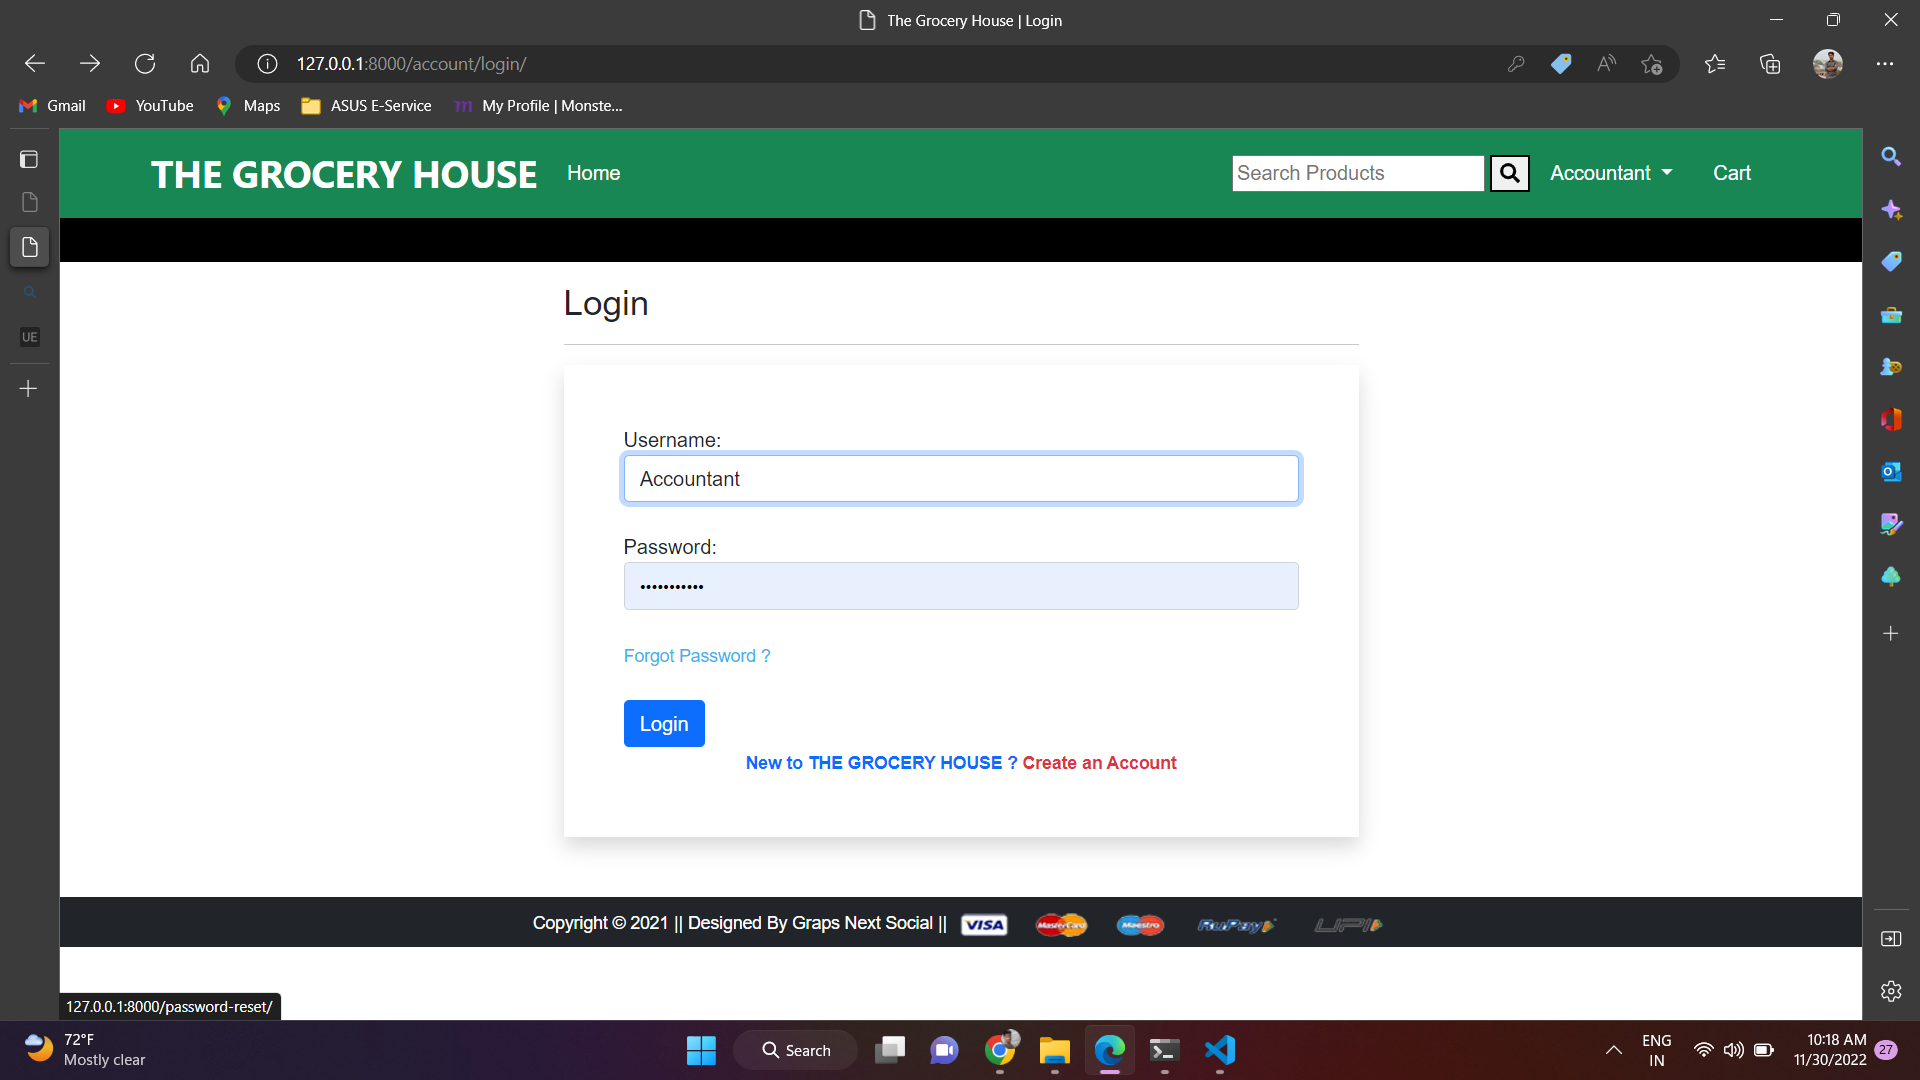 The Grocery House | Login
127.0.0.1:8000/account/login/
Gmail YouTube Maps ASUS E-Service My Profile | Monste...
THE GROCERY HOUSE Home Search Products Accountant Cart
UE
Login
Username:
Accountant
Password:
•••••••••••
Forgot Password ?
Login
New to THE GROCERY HOUSE ? Create an Account
Copyright © 2021 || Designed By Graps Next Social || VISA MasterCard Maestro RuPay UPI
127.0.0.1:8000/password-reset/
72°F
Mostly clear
Search
ENG
IN
10:18 AM
11/30/2022
27